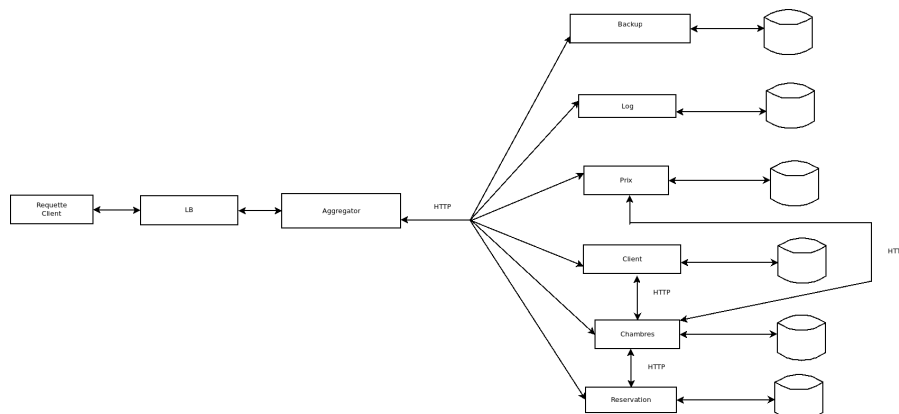 Backup
Log
Prix
HTTP
Requette
Client
LB
Aggregator
Client
HTTP
Chambres
HTTP
Reservation